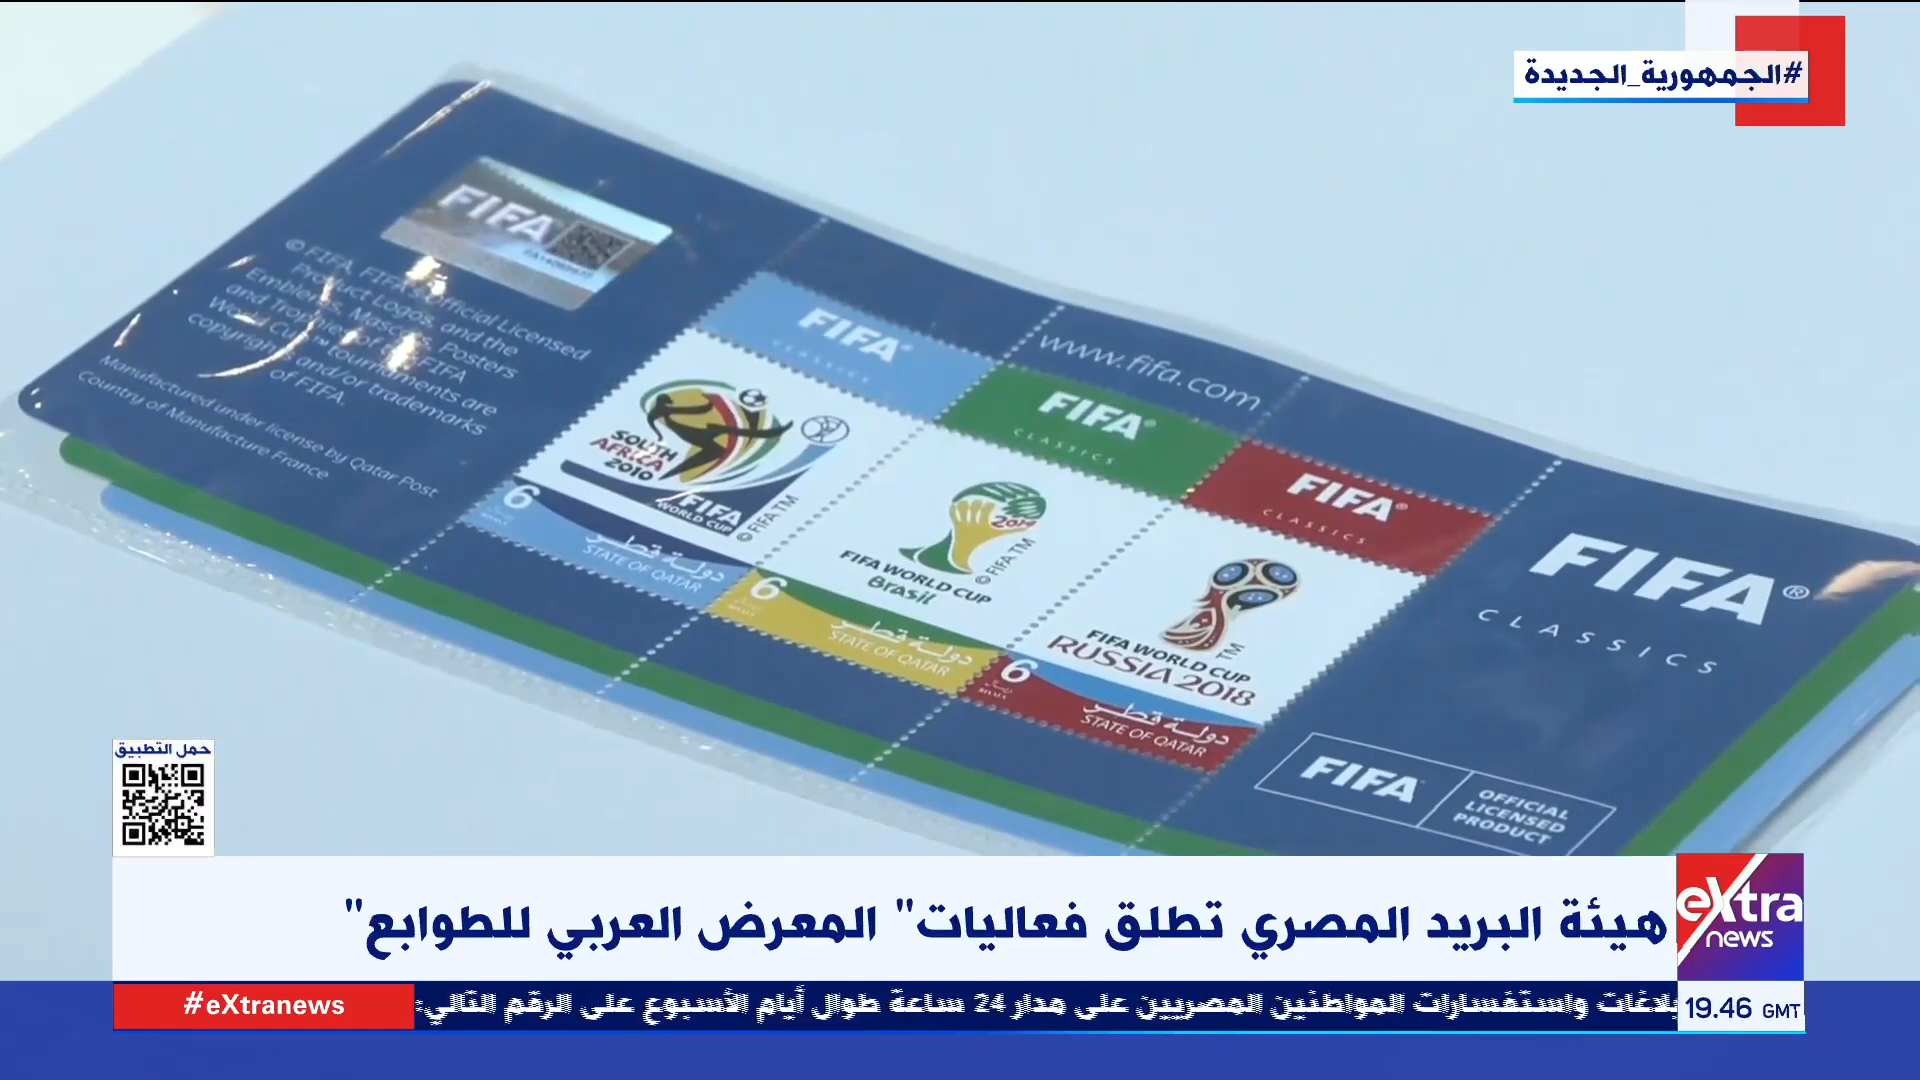 #الجمهورية_الجديدة
FIFA
© FIFA, FIFA's Official Licensed
Product Logos, and the
Emblems, Mascots, Posters
and Trophies of the FIFA
World Cup™ tournaments are
copyrights and/or trademarks
of FIFA.
Manufactured under license by Qatar Post
Country of Manufacture France
www.fifa.com
FIFA®
CLASSICS
SOUTH
AFRICA
2010
FIFA
WORLD CUP
© FIFA TM
6
دولة قطر
STATE OF QATAR
FIFA®
CLASSICS
2014
FIFA WORLD CUP
Brasil
© FIFA TM
6
دولة قطر
STATE OF QATAR
FIFA®
CLASSICS
FIFA WORLD CUP
RUSSIA 2018
TM
6
دولة قطر
STATE OF QATAR
FIFA®
CLASSICS
FIFA
OFFICIAL
LICENSED
PRODUCT
حمل التطبيق
هيئة البريد المصري تطلق فعاليات" المعرض العربي للطوابع"
eXtra
news
#eXtranews
واستفسارات المواطنين المصريين على مدار 24 ساعة طوال أيام الأسبوع على الرقم التالي:
19.46 GMT